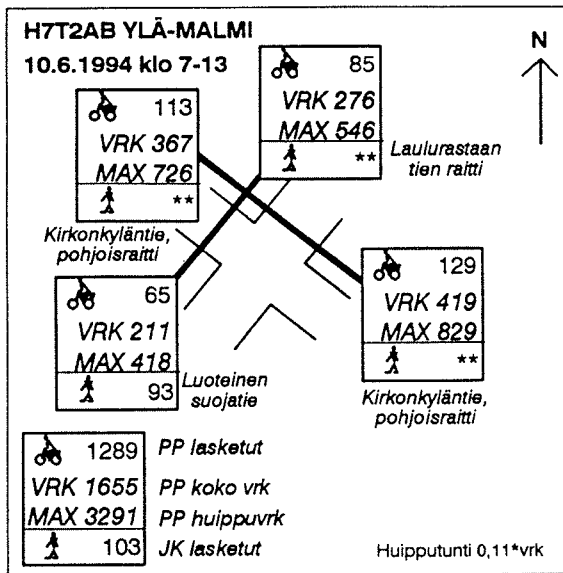 H7T2AB YLÄ-MALMI
10.6.1994 klo 7-13
N
85
VRK 276
MAX 546
**
Laulurastaan
tien raitti
113
VRK 367
MAX 726
**
Kirkonkyläntie,
pohjoisraitti
65
VRK 211
MAX 418
93
Luoteinen
suojatie
129
VRK 419
MAX 829
**
Kirkonkyläntie,
pohjoisraitti
1289 PP lasketut
VRK 1655 PP koko vrk
MAX 3291 PP huippuvrk
103 JK lasketut
Huipputunti 0,11*vrk